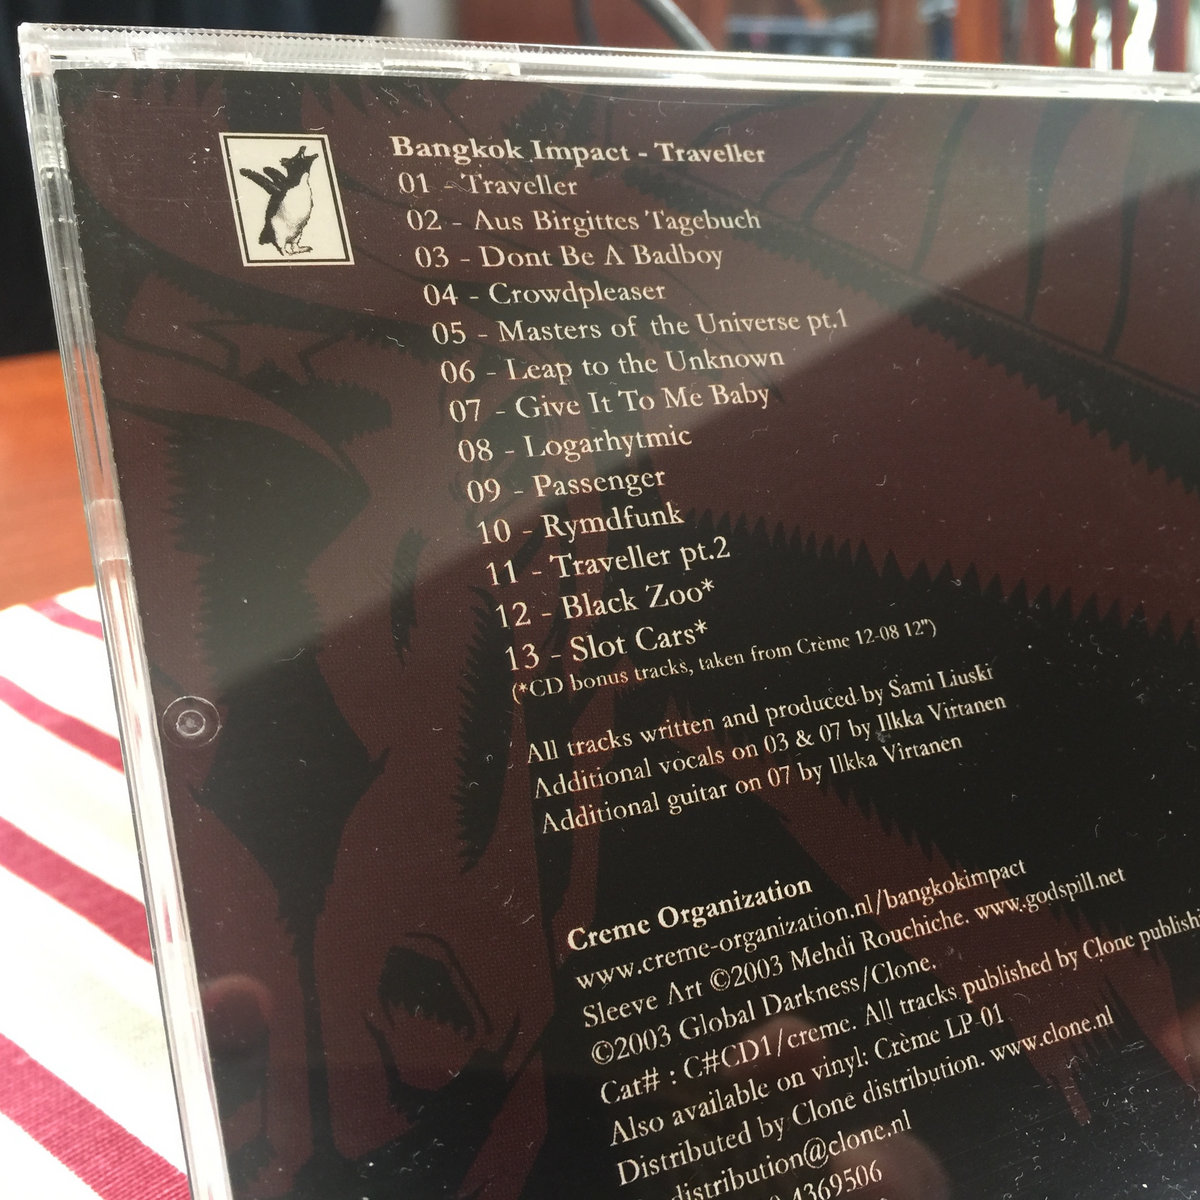 Bangkok Impact - Traveller
01 - Traveller
02 - Aus Birgittes Tagebuch
03 - Dont Be A Badboy
04 - Crowdpleaser
05 - Masters of the Universe pt.1
06 - Leap to the Unknown
07 - Give It To Me Baby
08 - Logarhytmic
09 - Passenger
10 - Rymdfunk
11 - Traveller pt.2
12 - Black Zoo*
13 - Slot Cars*
(*CD bonus tracks, taken from Crème 12-08 12")
All tracks written and produced by Sami Liuski
Additional vocals on 03 & 07 by Ilkka Virtanen
Additional guitar on 07 by Ilkka Virtanen
Creme Organization
www.creme-organization.nl/bangkokimpact
Sleeve Art ©2003 Mehdi Rouchiche. www.godspill.net
©2003 Global Darkness/Clone.
Cat# : C#CD1/creme. All tracks published by Clone publish
Also available on vinyl: Crème LP-01
Distributed by Clone distribution. www.clone.nl
distribution@clone.nl
4369506